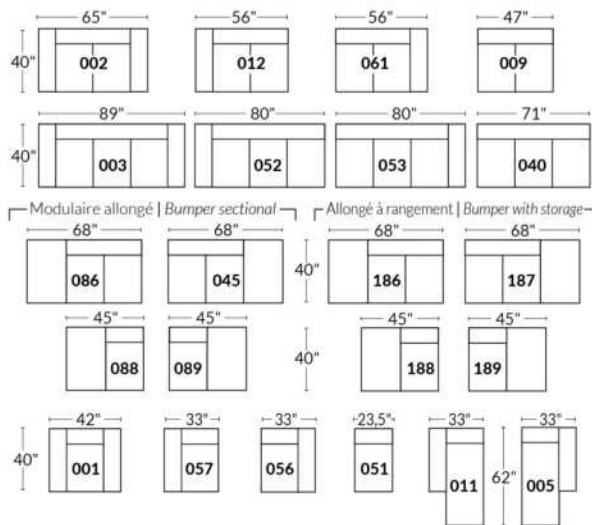 65" 56" 56" 47"
40" 002 012 061 009
89" 80" 80" 71"
40" 003 052 053 040
Modulaire allongé | Bumper sectional Allongé à rangement | Bumper with storage
68" 68" 68" 68"
086 045 40" 186 187
45" 45" 45" 45"
088 089 40" 188 189
42" 33" 33" 23,5" 33" 33"
40" 001 057 056 051 011 62" 005